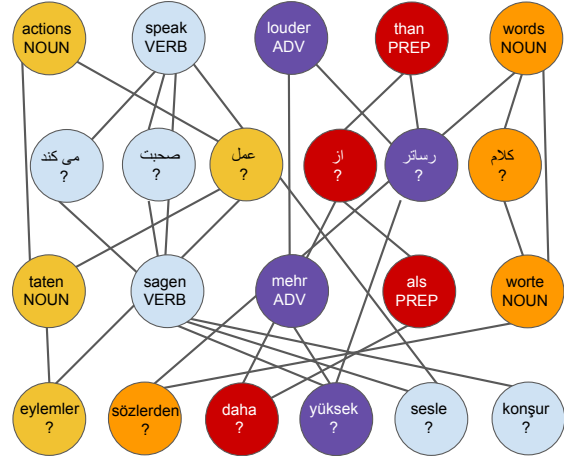 actions
NOUN
speak
VERB
louder
ADV
than
PREP
words
NOUN
می کند
?
صحبت
?
عمل
?
از
?
رساتر
?
کلام
?
taten
NOUN
sagen
VERB
mehr
ADV
als
PREP
worte
NOUN
eylemler
?
sözlerden
?
daha
?
yüksek
?
sesle
?
konşur
?